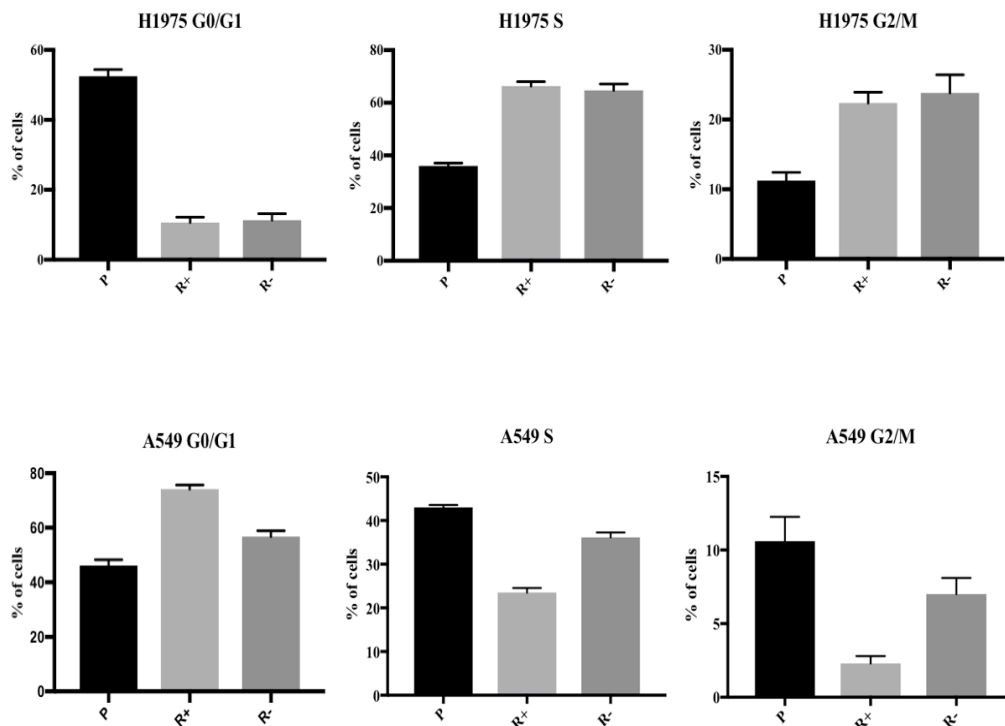 H1975 G0/G1
% of cells
60
40
20
0
P
R+
R-
H1975 S
% of cells
80
60
40
20
0
P
R+
R-
H1975 G2/M
% of cells
30
20
10
0
P
R+
R-
A549 G0/G1
% of cells
80
60
40
20
0
P
R+
R-
A549 S
% of cells
50
40
30
20
10
0
P
R+
R-
A549 G2/M
% of cells
15
10
5
0
P
R+
R-